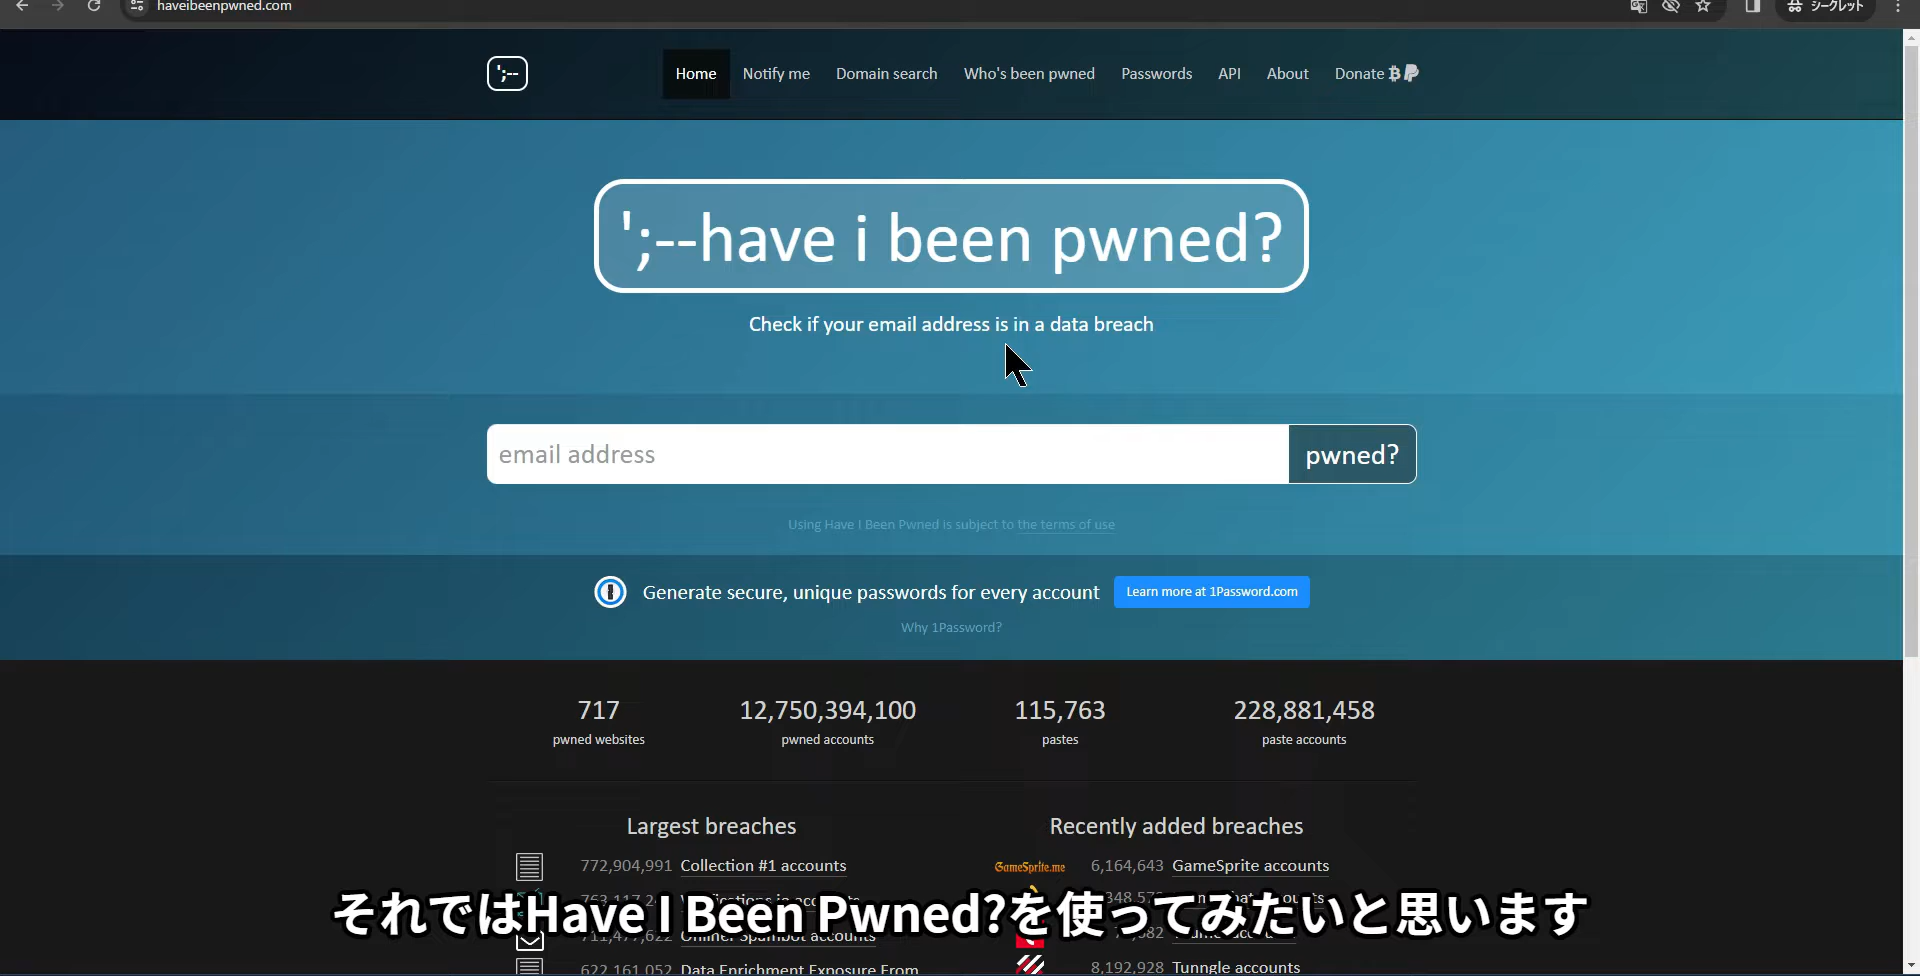 haveibeenpwned.com
シークレット
';--
Home
Notify me
Domain search
Who's been pwned
Passwords
API
About
Donate
';--have i been pwned?
Check if your email address is in a data breach
email address
pwned?
Using Have I Been Pwned is subject to the terms of use
Generate secure, unique passwords for every account
Learn more at 1Password.com
Why 1Password?
717
pwned websites
12,750,394,100
pwned accounts
115,763
pastes
228,881,458
paste accounts
Largest breaches
772,904,991 Collection #1 accounts
711,477,622 Onliner Spambot accounts
622,161,052 Data Enrichment Exposure From
Recently added breaches
GameSprite.me
6,164,643 GameSprite accounts
8,192,928 Tunngle accounts
それではHave I Been Pwned?を使ってみたいと思います